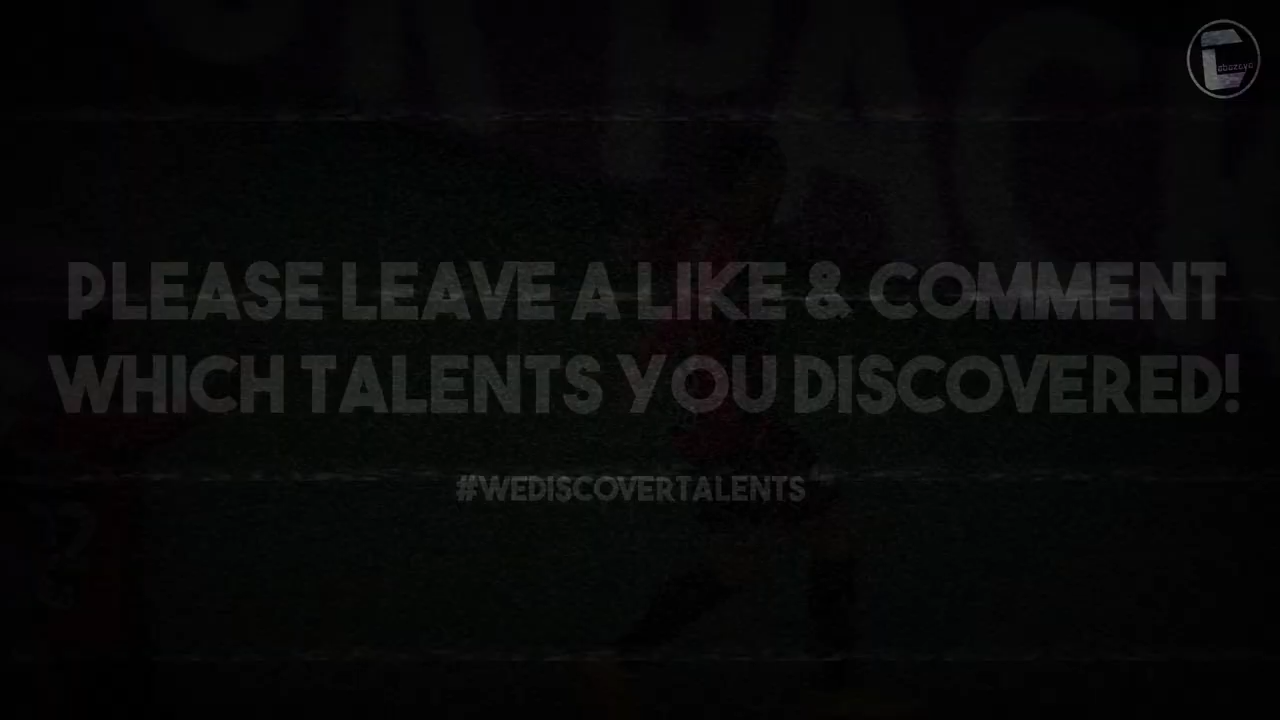 PLEASE LEAVE A LIKE & COMMENT
WHICH TALENTS YOU DISCOVERED!
#WEDISCOVERTALENTS